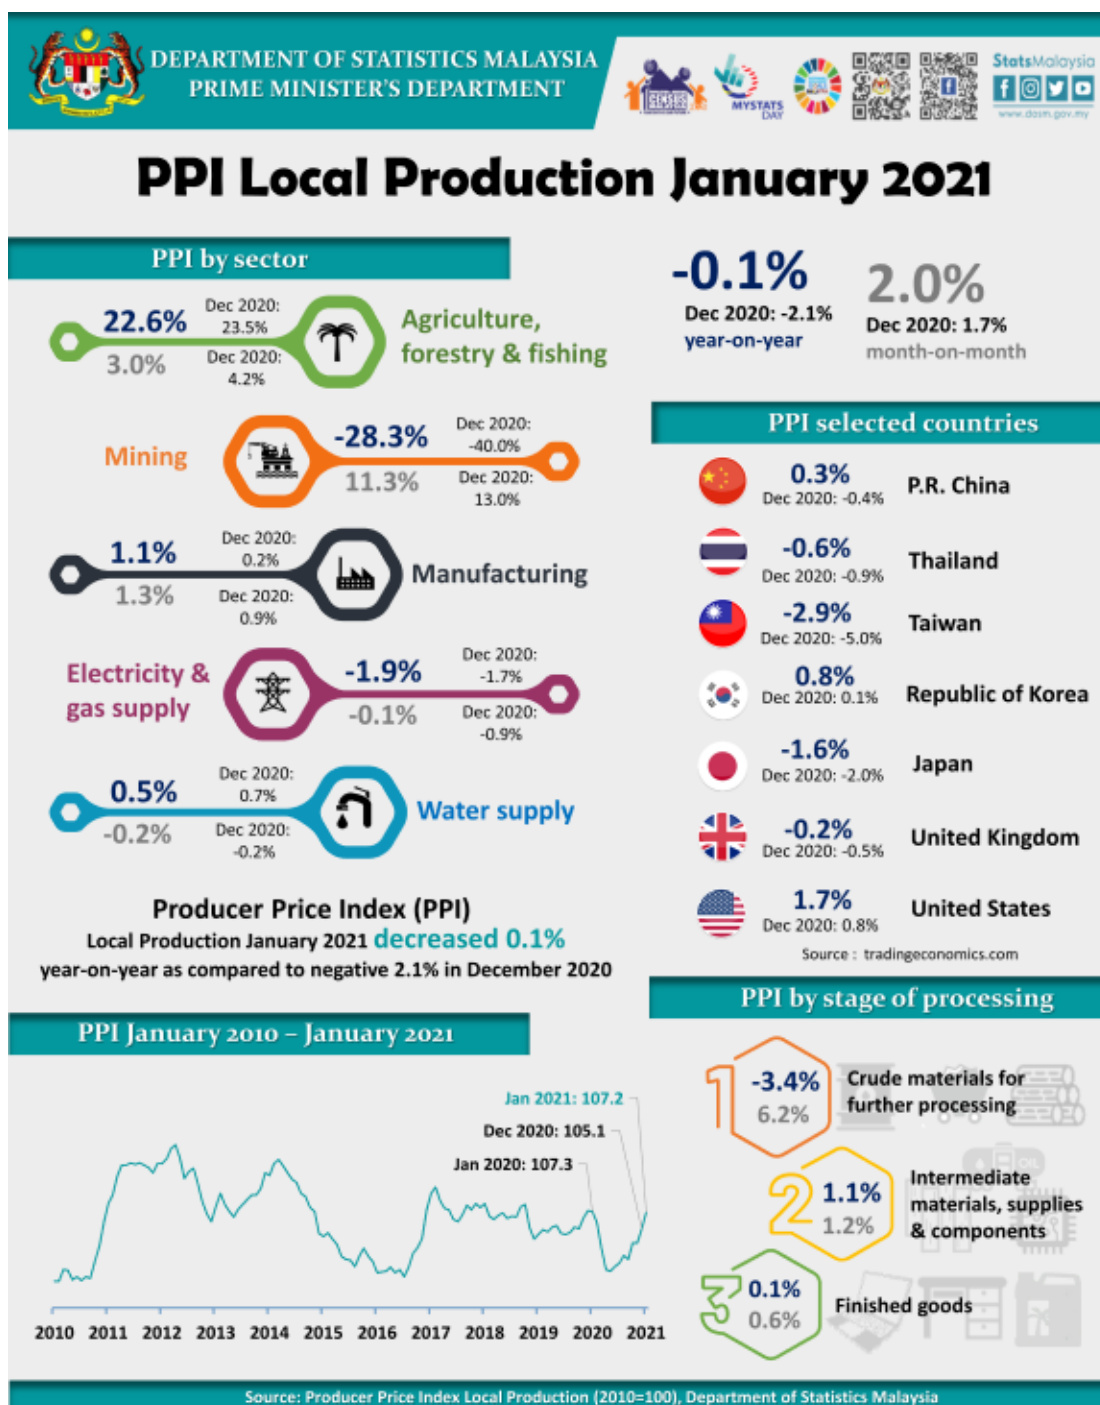 DEPARTMENT OF STATISTICS MALAYSIA
PRIME MINISTER'S DEPARTMENT
CENSUS
MYSTATS
DAY
StatsMalaysia
www.dosm.gov.my
PPI Local Production January 2021
PPI by sector
22.6%
3.0%
Dec 2020:
23.5%
Dec 2020:
4.2%
Agriculture,
forestry & fishing
Mining
-28.3%
11.3%
Dec 2020:
-40.0%
Dec 2020:
13.0%
1.1%
1.3%
Dec 2020:
0.2%
Dec 2020:
0.9%
Manufacturing
Electricity &
gas supply
-1.9%
-0.1%
Dec 2020:
-1.7%
Dec 2020:
-0.9%
0.5%
-0.2%
Dec 2020:
0.7%
Dec 2020:
-0.2%
Water supply
Producer Price Index (PPI)
Local Production January 2021 decreased 0.1%
year-on-year as compared to negative 2.1% in December 2020
-0.1%
Dec 2020: -2.1%
year-on-year
2.0%
Dec 2020: 1.7%
month-on-month
PPI selected countries
0.3%
Dec 2020: -0.4%
P.R. China
-0.6%
Dec 2020: -0.9%
Thailand
-2.9%
Dec 2020: -5.0%
Taiwan
0.8%
Dec 2020: 0.1%
Republic of Korea
-1.6%
Dec 2020: -2.0%
Japan
-0.2%
Dec 2020: -0.5%
United Kingdom
1.7%
Dec 2020: 0.8%
United States
Source : tradingeconomics.com
PPI January 2010 – January 2021
Jan 2021: 107.2
Dec 2020: 105.1
Jan 2020: 107.3
2010 2011 2012 2013 2014 2015 2016 2017 2018 2019 2020 2021
PPI by stage of processing
1
-3.4%
6.2%
Crude materials for
further processing
2
1.1%
1.2%
OIL
Intermediate
materials, supplies
& components
3
0.1%
0.6%
Finished goods
Source: Producer Price Index Local Production (2010=100), Department of Statistics Malaysia